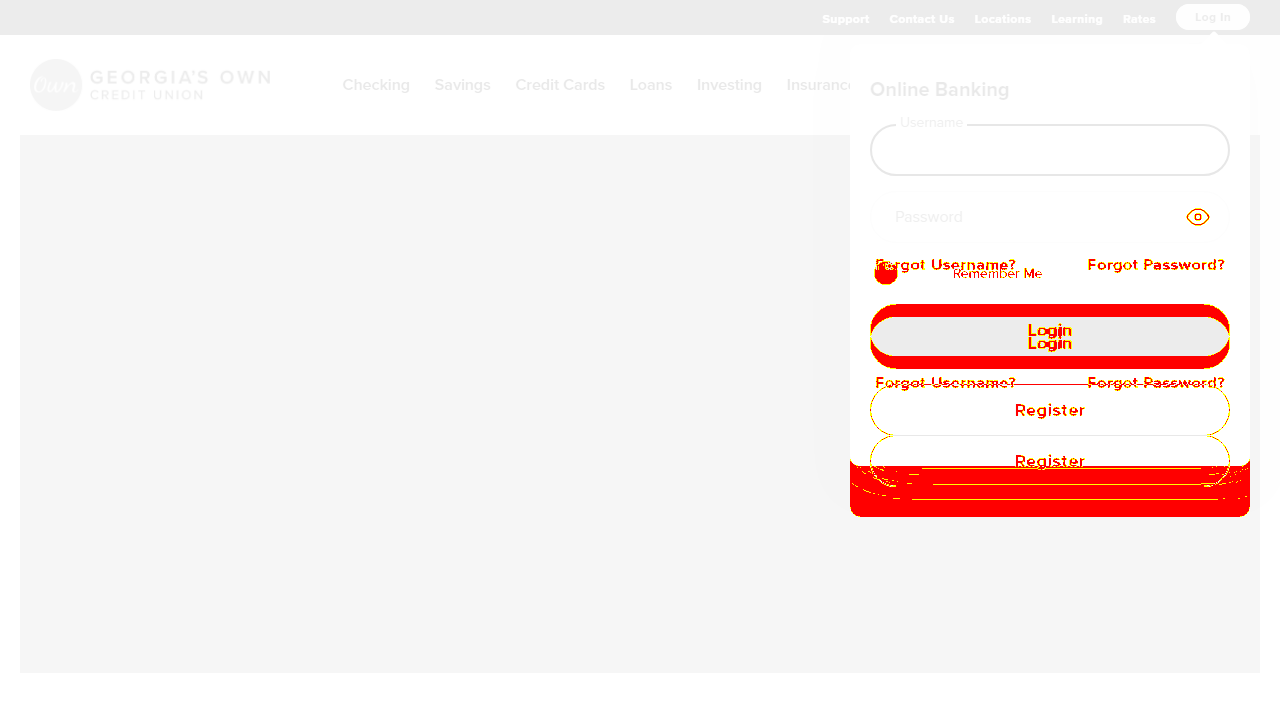 Support Contact Us Locations Learning Rates Log In
Own GEORGIA'S OWN
CREDIT UNION
Checking Savings Credit Cards Loans Investing Insurance
Online Banking
Username
Password
Forgot Username? Forgot Password?
Remember Me
Login
Login
Forgot Username? Forgot Password?
Register
Register